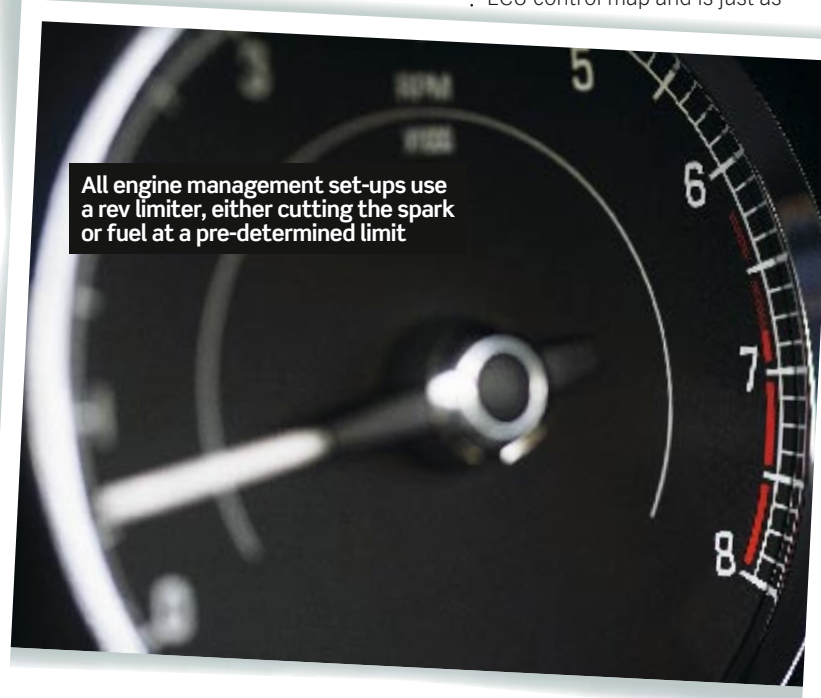 ECU control map and is just as
3
RPM
5
All engine management set-ups use
a rev limiter, either cutting the spark
or fuel at a pre-determined limit
6
7
8